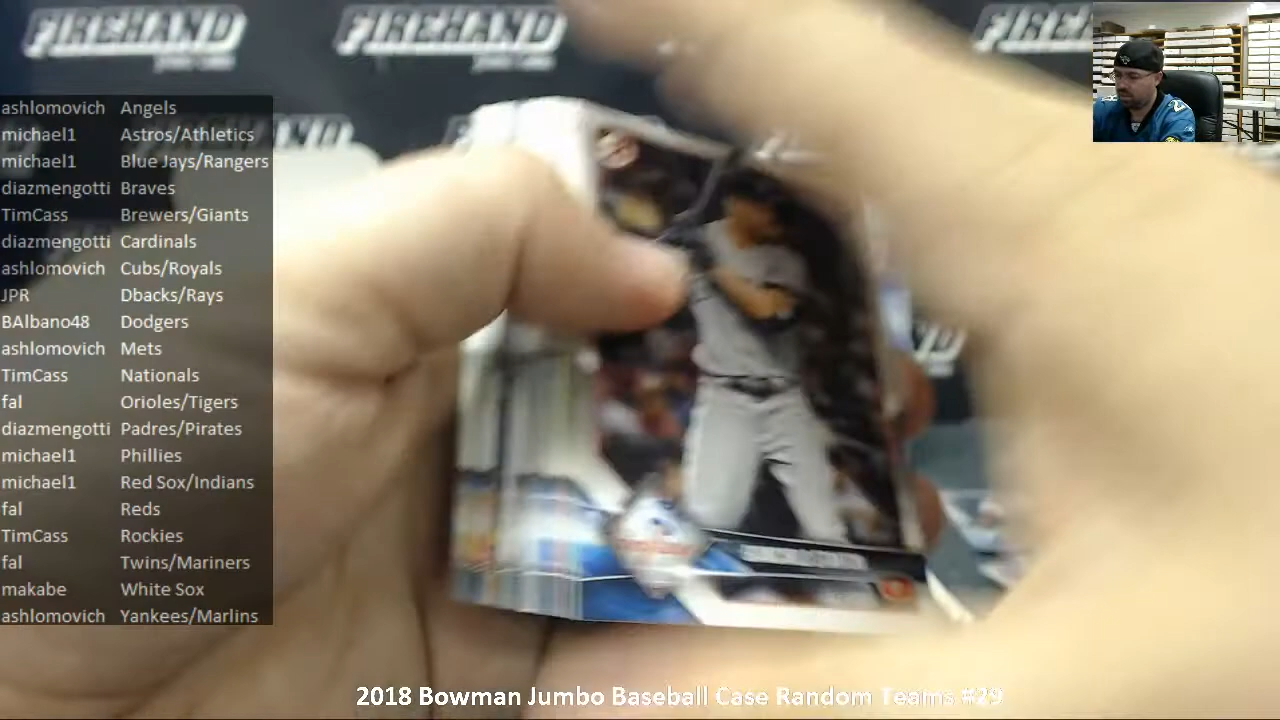 FIREHAND
FIREHAND
ashlomovich Angels
michael1 Astros/Athletics
michael1 Blue Jays/Rangers
diazmengotti Braves
TimCass Brewers/Giants
diazmengotti Cardinals
ashlomovich Cubs/Royals
JPR Dbacks/Rays
BAlbano48 Dodgers
ashlomovich Mets
TimCass Nationals
fal Orioles/Tigers
diazmengotti Padres/Pirates
michael1 Phillies
michael1 Red Sox/Indians
fal Reds
TimCass Rockies
fal Twins/Mariners
makabe White Sox
ashlomovich Yankees/Marlins
2018 Bowman Jumbo Baseball Case Random Teams #29